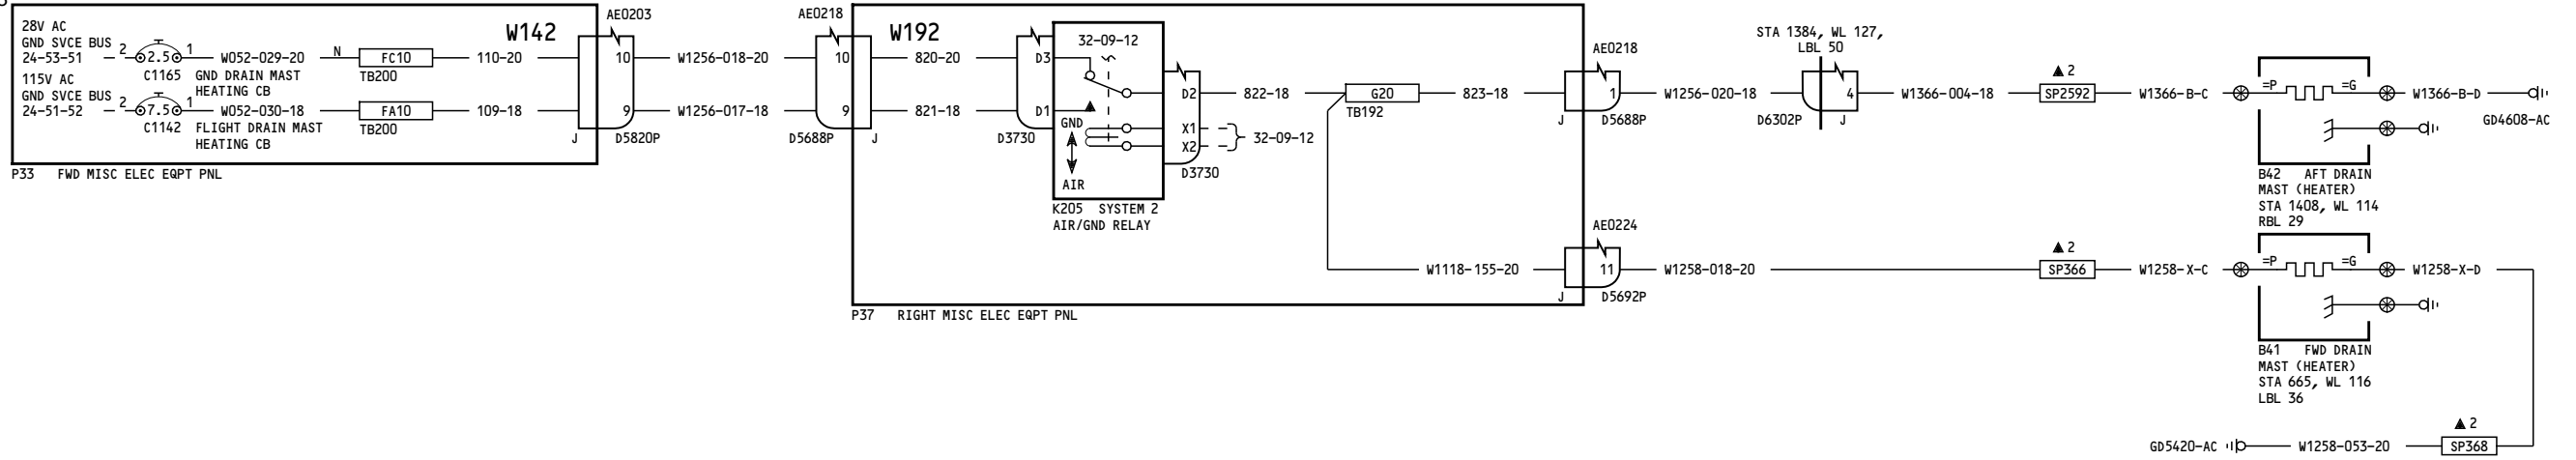 28V AC
GND SVCE BUS
24-53-51
2
2.5
1
W052-029-20
N
FC10
110-20
C1165
GND DRAIN MAST
HEATING CB
TB200
115V AC
GND SVCE BUS
24-51-52
2
7.5
1
W052-030-18
FA10
109-18
C1142
FLIGHT DRAIN MAST
HEATING CB
TB200
W142
AE0203
10
9
J
D5820P
P33 FWD MISC ELEC EQPT PNL
W1256-018-20
W1256-017-18
AE0218
10
9
D5688P
J
W192
820-20
821-18
D3
D1
D3730
32-09-12
GND
AIR
K205 SYSTEM 2
AIR/GND RELAY
D2
X1
X2
D3730
32-09-12
822-18
G20
TB192
823-18
W1118-155-20
P37 RIGHT MISC ELEC EQPT PNL
AE0218
1
J
D5688P
AE0224
11
J
D5692P
W1256-020-18
STA 1384, WL 127,
LBL 50
4
D6302P
J
W1366-004-18
2
SP2592
W1366-B-C
=P
=G
W1366-B-D
GD4608-AC
B42 AFT DRAIN
MAST (HEATER)
STA 1408, WL 114
RBL 29
W1258-018-20
2
SP366
W1258-X-C
=P
=G
W1258-X-D
B41 FWD DRAIN
MAST (HEATER)
STA 665, WL 116
LBL 36
GD5420-AC
W1258-053-20
2
SP368